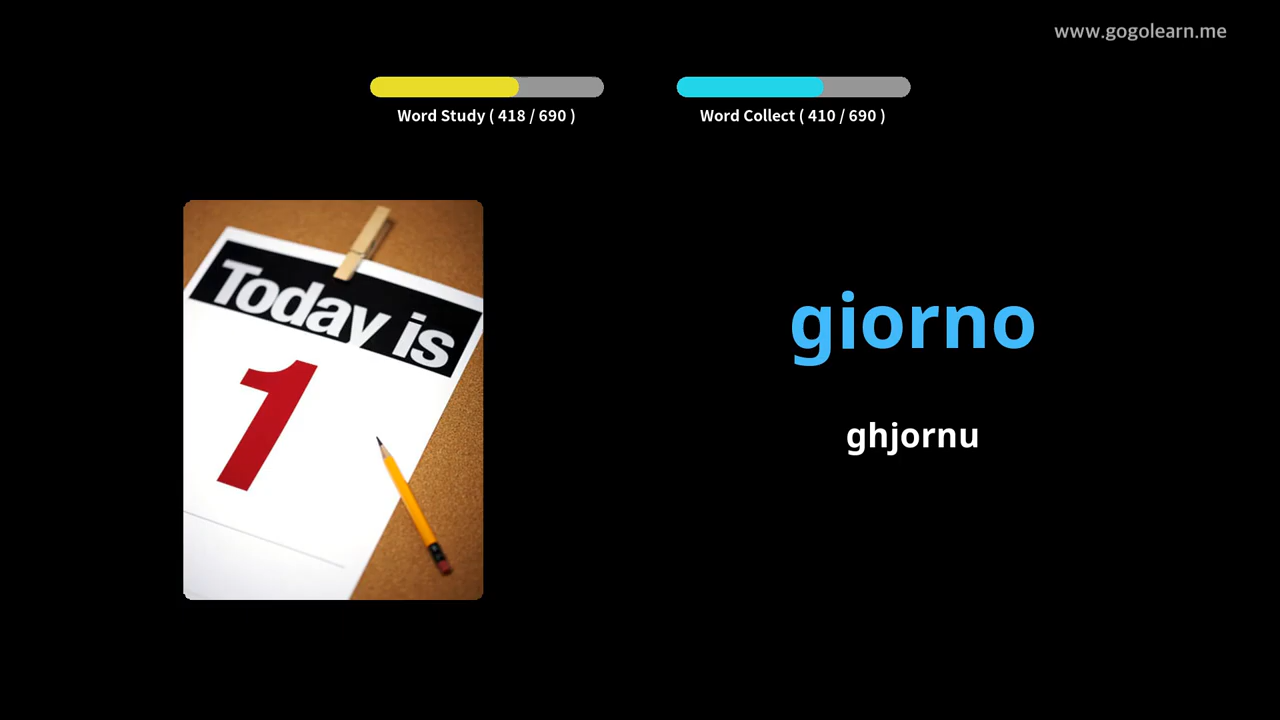 www.gogolearn.me
Word Study ( 418 / 690 )
Word Collect ( 410 / 690 )
Today is
1
giorno
ghjornu